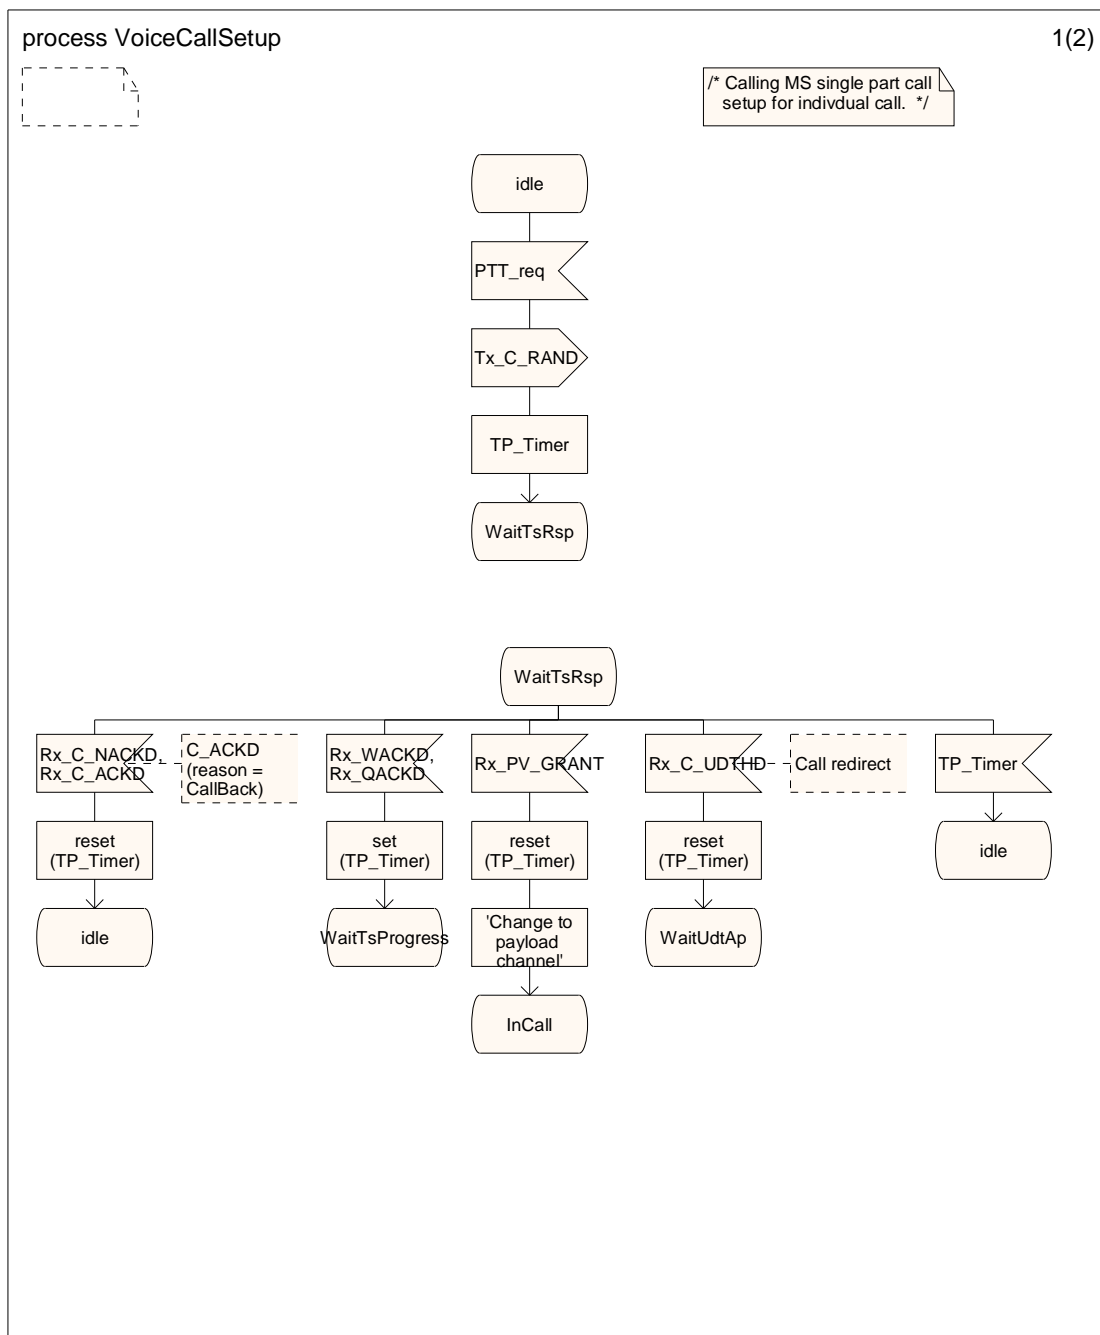 process VoiceCallSetup
1(2)
/* Calling MS single part call
setup for indivdual call. */
idle
PTT_req
Tx_C_RAND
TP_Timer
WaitTsRsp
WaitTsRsp
Rx_C_NACKD,
Rx_C_ACKD
C_ACKD
(reason =
CallBack)
Rx_WACKD,
Rx_QACKD
Rx_PV_GRANT
Rx_C_UDTHD
Call redirect
TP_Timer
reset
(TP_Timer)
set
(TP_Timer)
reset
(TP_Timer)
reset
(TP_Timer)
idle
idle
WaitTsProgress
'Change to
payload
channel'
WaitUdtAp
InCall